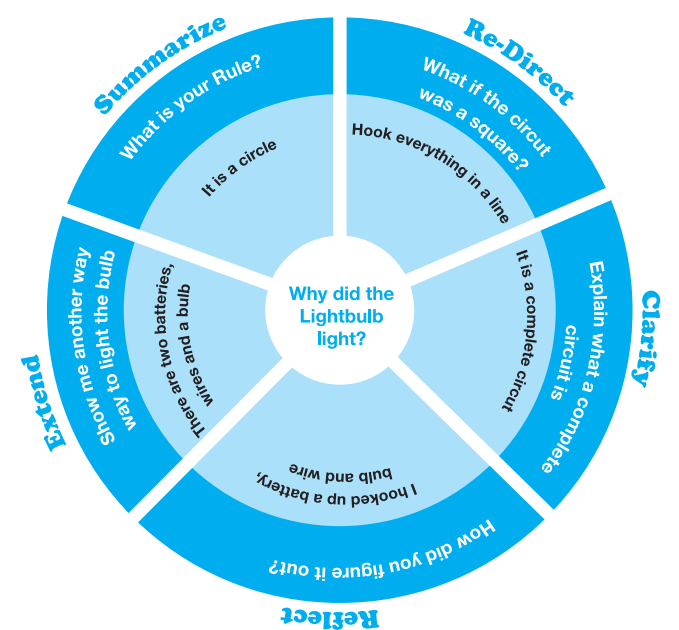 Why did the
Lightbulb
light?
Re-Direct
What if the circut
was a square?
Hook everything in a line
Clarify
Explain what a complete
circuit is
It is a complete circut
Reflect
How did you figure it out?
I hooked up a battery,
bulb and wire
Extend
Show me another way
way to light the bulb
There are two batteries,
wires and a bulb
Summarize
What is your Rule?
It is a circle